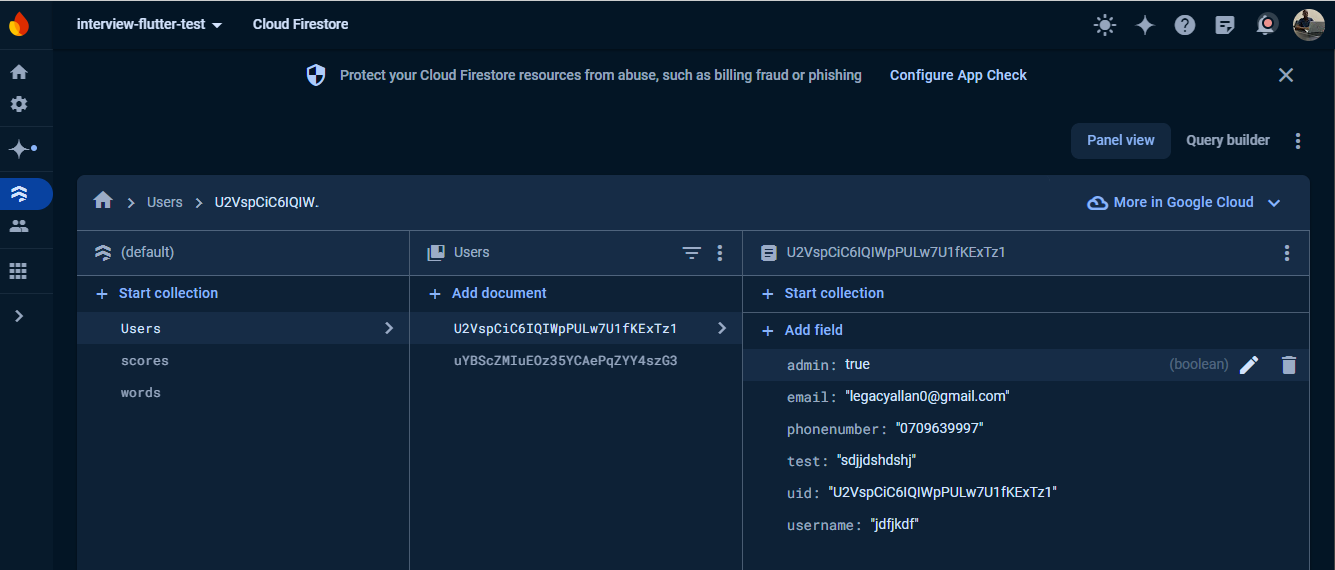 interview-flutter-test
Cloud Firestore
Protect your Cloud Firestore resources from abuse, such as billing fraud or phishing
Configure App Check
Panel view
Query builder
Users
U2VspCiC6IQIW.
More in Google Cloud
(default)
Users
U2VspCiC6IQIWpPULw7U1fKExTz1
+ Start collection
+ Add document
+ Start collection
Users
scores
words
U2VspCiC6IQIWpPULw7U1fKExTz1
uYBScZMIuEOz35YCAePqZYY4szG3
+ Add field
admin: true
(boolean)
email: "legacyallan0@gmail.com"
phonenumber: "0709639997"
test: "sdjjdshdshj"
uid: "U2VspCiC6IQIWpPULw7U1fKExTz1"
username: "jdfjkdf"